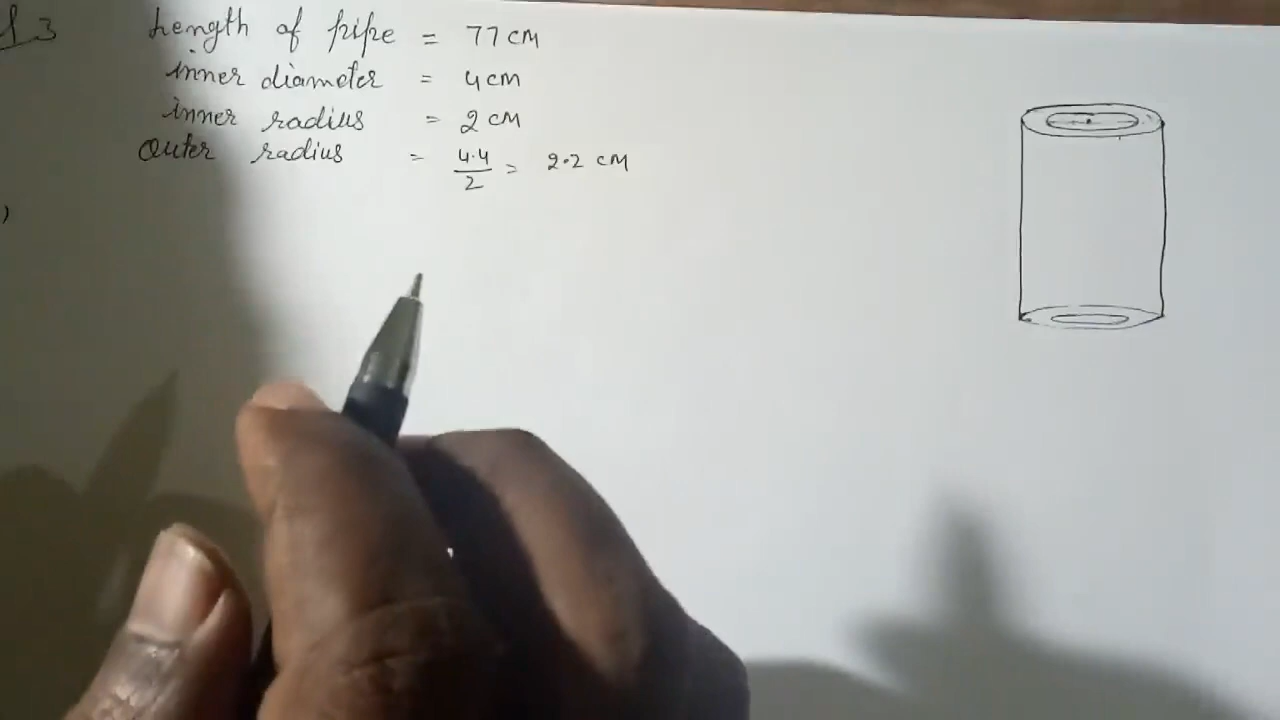 Q3
Length of pipe = 77 cm
inner diameter = 4 cm
inner radius = 2 cm
Outer radius = 4.4/2 = 2.2 cm
)